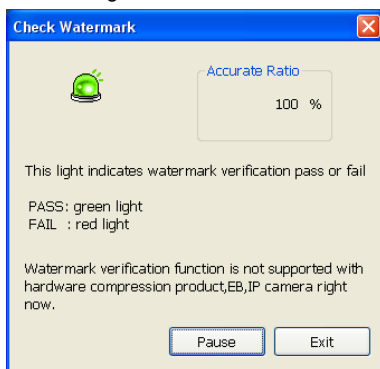 Check Watermark
Accurate Ratio
100 %
This light indicates watermark verification pass or fail
PASS: green light
FAIL : red light
Watermark verification function is not supported with
hardware compression product,EB,IP camera right
now.
Pause
Exit